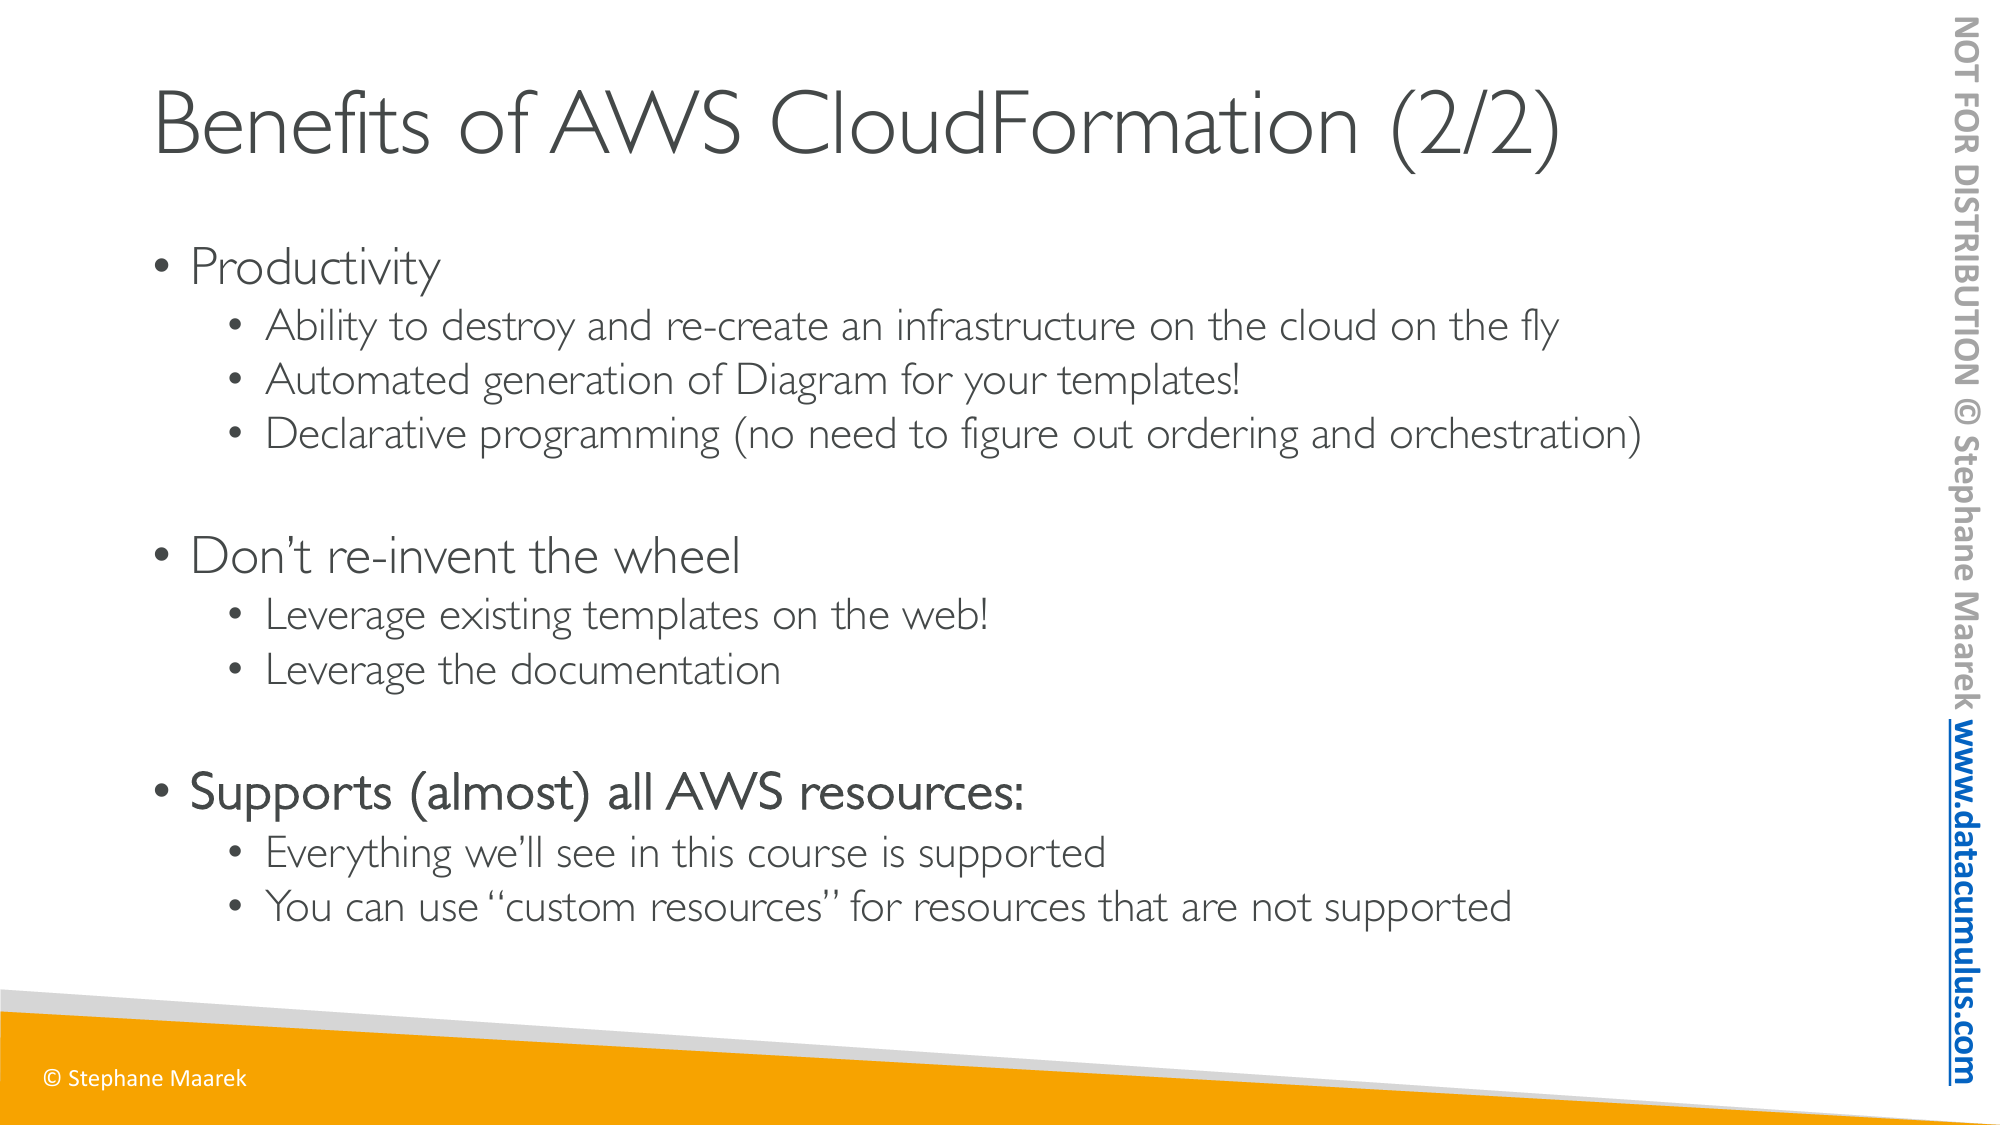 Benefits of AWS CloudFormation (2/2)
• Productivity
• Ability to destroy and re-create an infrastructure on the cloud on the fly
• Automated generation of Diagram for your templates!
• Declarative programming (no need to figure out ordering and orchestration)
• Don’t re-invent the wheel
• Leverage existing templates on the web!
• Leverage the documentation
• Supports (almost) all AWS resources:
• Everything we’ll see in this course is supported
• You can use “custom resources” for resources that are not supported
© Stephane Maarek
NOT FOR DISTRIBUTION © Stephane Maarek www.datacumulus.com